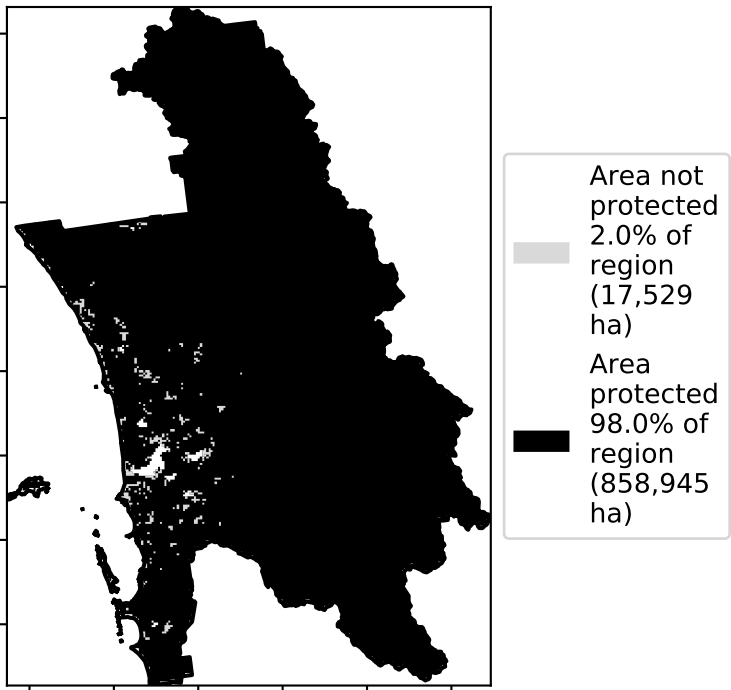 Area not
protected
2.0% of
region
(17,529
ha)
Area
protected
98.0% of
region
(858,945
ha)